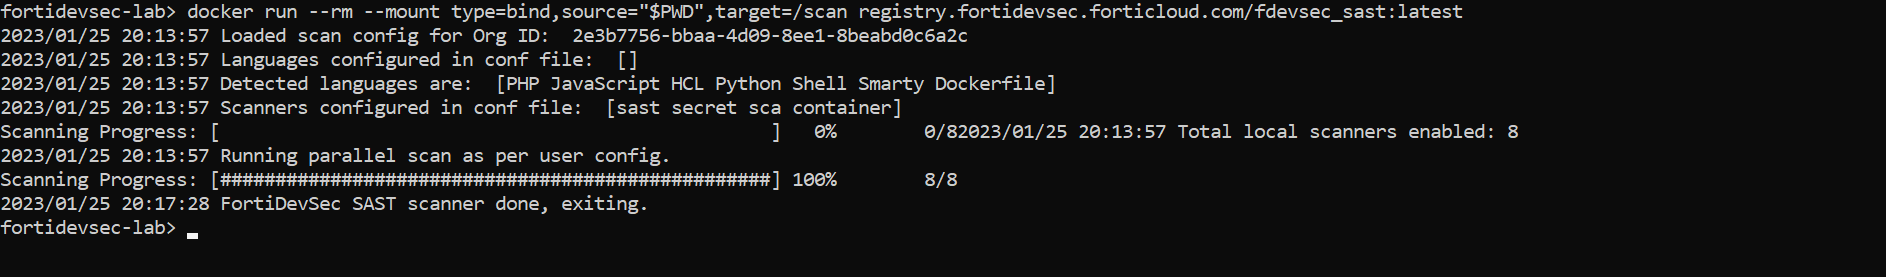 fortidevsec-lab> docker run --rm --mount type=bind,source="$PWD",target=/scan registry.fortidevsec.forticloud.com/fdevsec_sast:latest
2023/01/25 20:13:57 Loaded scan config for Org ID:  2e3b7756-bbaa-4d09-8ee1-8beabd0c6a2c
2023/01/25 20:13:57 Languages configured in conf file:  []
2023/01/25 20:13:57 Detected languages are:  [PHP JavaScript HCL Python Shell Smarty Dockerfile]
2023/01/25 20:13:57 Scanners configured in conf file:  [sast secret sca container]
Scanning Progress: [                                                  ]   0%        0/82023/01/25 20:13:57 Total local scanners enabled: 8
2023/01/25 20:13:57 Running parallel scan as per user config.
Scanning Progress: [##################################################] 100%        8/8
2023/01/25 20:17:28 FortiDevSec SAST scanner done, exiting.
fortidevsec-lab>